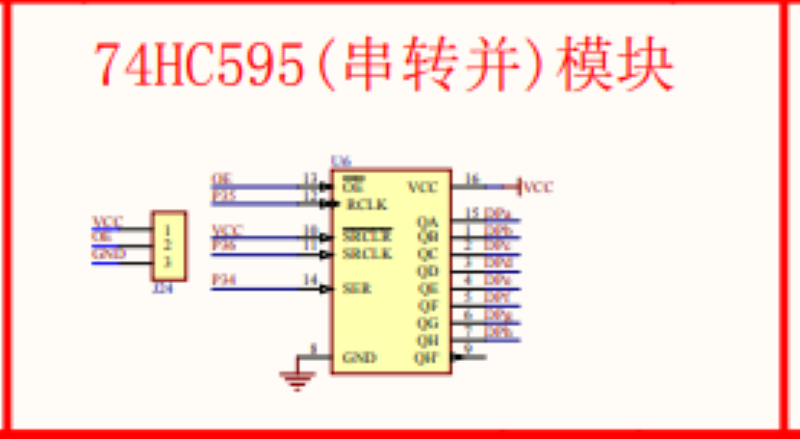 74HC595(串转并)模块
U6
OE 13 OE VCC 16 VCC
P35 12 RCLK
QA 15 DPa
VCC 10 SRCLR QB 1 DPb
P36 11 SRCLK QC 2 DPc
QD 3 DPd
P34 14 SER QE 4 DPe
QF 5 DPf
QG 6 DPg
QH 7 DPh
8 GND QH' 9
VCC 1
OE 2
GND 3
J24